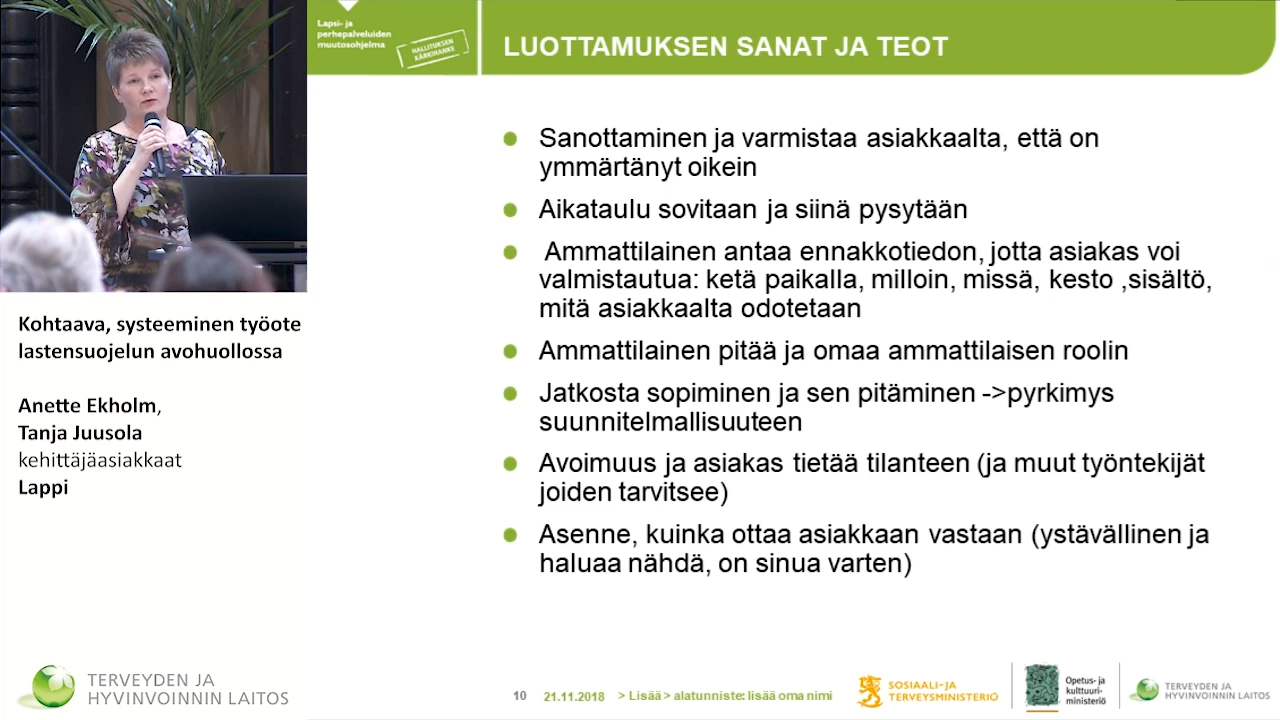 Lapsi- ja
perhepalveluiden
muutosohjelma
HALLITUKSEN
KÄRKIHANKE
LUOTTAMUKSEN SANAT JA TEOT
Sanottaminen ja varmistaa asiakkaalta, että on
ymmärtänyt oikein
Aikataulu sovitaan ja siinä pysytään
Ammattilainen antaa ennakkotiedon, jotta asiakas voi
valmistautua: ketä paikalla, milloin, missä, kesto ,sisältö,
mitä asiakkaalta odotetaan
Ammattilainen pitää ja omaa ammattilaisen roolin
Jatkosta sopiminen ja sen pitäminen ->pyrkimys
suunnitelmallisuuteen
Avoimuus ja asiakas tietää tilanteen (ja muut työntekijät
joiden tarvitsee)
Asenne, kuinka ottaa asiakkaan vastaan (ystävällinen ja
haluaa nähdä, on sinua varten)
Kohtaava, systeeminen työote
lastensuojelun avohuollossa
Anette Ekholm,
Tanja Juusola
kehittäjäasiakkaat
Lappi
TERVEYDEN JA
HYVINVOINNIN LAITOS
10 21.11.2018 > Lisää > alatunniste: lisää oma nimi
SOSIAALI- JA
TERVEYSMINISTERIÖ
Opetus- ja
kulttuuri-
ministeriö
TERVEYDEN JA
HYVINVOINNIN LAITOS